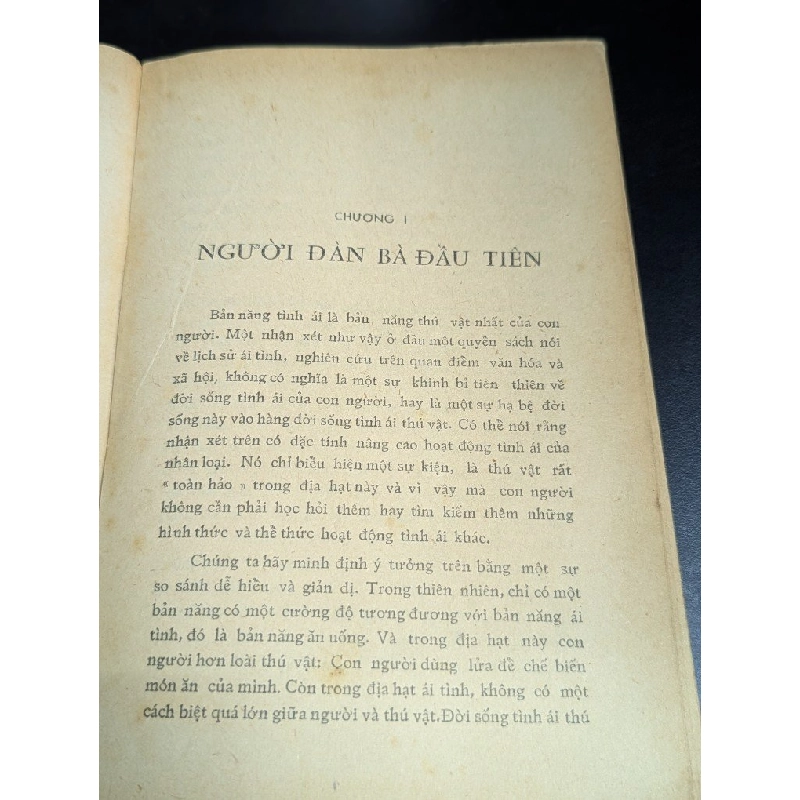 CHƯƠNG I
NGƯỜI ĐÀN BÀ ĐẦU TIÊN
Bản năng tình ái là bản năng thú vật nhất của con
người. Một nhận xét như vậy ở đầu một quyển sách nói
về lịch sử ái tình, nghiên cứu trên quan điểm văn hóa và
xã hội, không có nghĩa là một sự khinh bỉ tiên thiên về
đời sống tình ái của con người, hay là một sự hạ bệ đời
sống này vào hàng đời sống tình ái thú vật. Có thể nói rằng
nhận xét trên có đặc tính nâng cao hoạt động tình ái của
nhân loại. Nó chỉ biểu hiện một sự kiện, là thú vật rất
« toàn hảo » trong địa hạt này và vì vậy mà con người
không cần phải học hỏi thêm hay tìm kiếm thêm những
hình thức và thể thức hoạt động tình ái khác.
Chúng ta hãy minh định ý tưởng trên bằng một sự
so sánh dễ hiểu và giản dị. Trong thiên nhiên, chỉ có một
bản năng có một cường độ tương đương với bản năng ái
tình, đó là bản năng ăn uống. Và trong địa hạt này con
người hơn loài thú vật: Con người dùng lửa để chế biến
món ăn của mình. Còn trong địa hạt ái tình, không có một
cách biệt quá lớn giữa người và thú vật. Đời sống tình ái thú